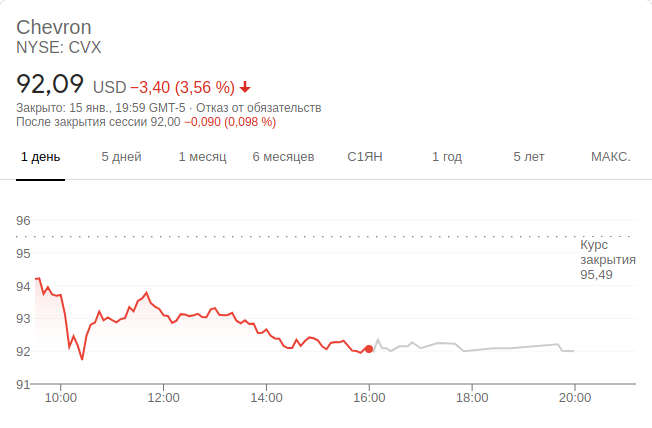 Chevron
NYSE: CVX
92,09 USD −3,40 (3,56 %)
Закрыто: 15 янв., 19:59 GMT-5 · Отказ от обязательств
После закрытия сессии 92,00 −0,090 (0,098 %)
1 день 5 дней 1 месяц 6 месяцев С1ЯН 1 год 5 лет МАКС.
96
Курс
закрытия
95,49
95
94
93
92
91
10:00 12:00 14:00 16:00 18:00 20:00